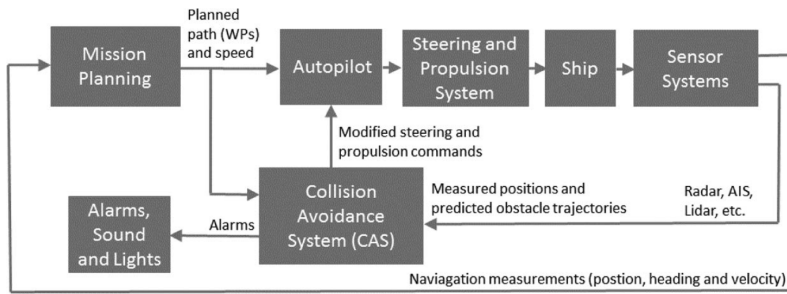 Planned
path (WPs)
and speed
Mission
Planning
Autopilot
Steering and
Propulsion
System
Ship
Sensor
Systems
Modified steering and
propulsion commands
Collision
Avoidance
System (CAS)
Measured positions and
predicted obstacle trajectories
Radar, AIS,
Lidar, etc.
Alarms,
Sound
and Lights
Alarms
Naviagation measurements (postion, heading and velocity)